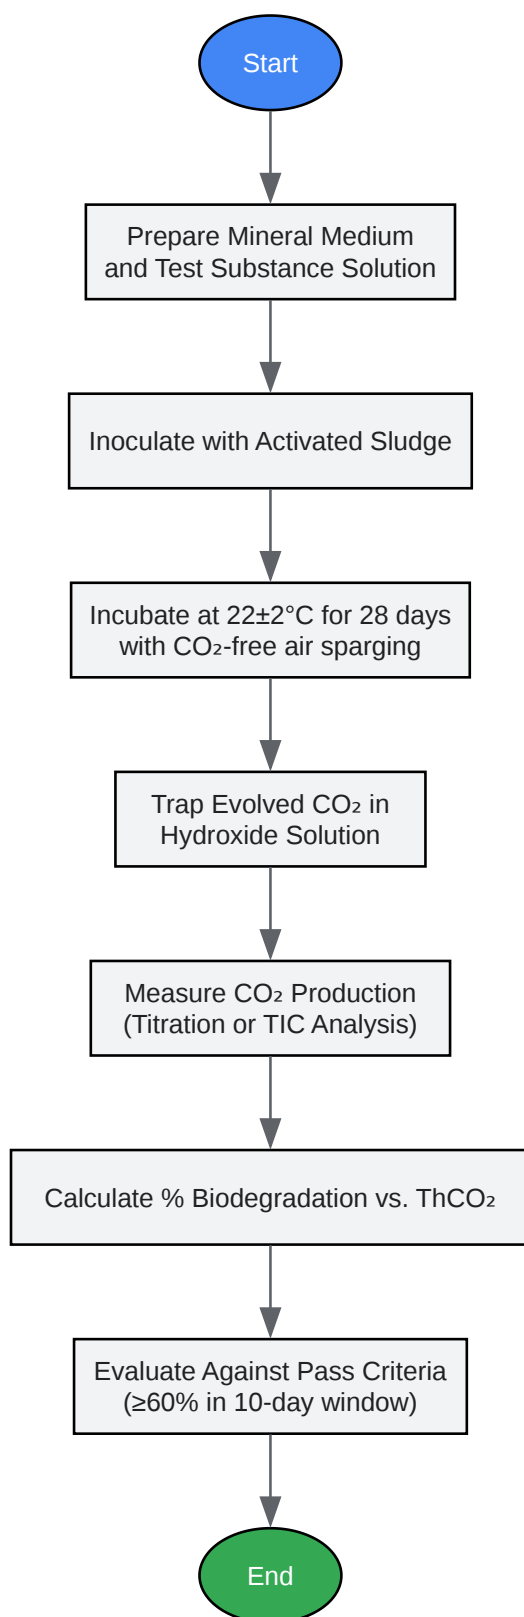 Start
Prepare Mineral Medium
and Test Substance Solution
Inoculate with Activated Sludge
Incubate at 22±2°C for 28 days
with CO₂-free air sparging
Trap Evolved CO₂ in
Hydroxide Solution
Measure CO₂ Production
(Titration or TIC Analysis)
Calculate % Biodegradation vs. ThCO₂
Evaluate Against Pass Criteria
(≥60% in 10-day window)
End